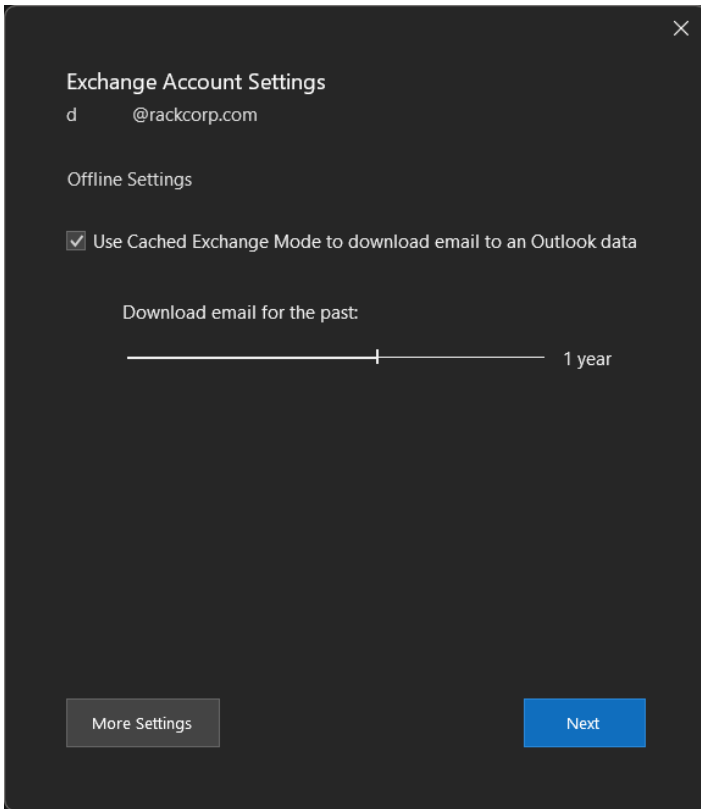 Exchange Account Settings
d @rackcorp.com
Offline Settings
Use Cached Exchange Mode to download email to an Outlook data
Download email for the past:
1 year
More Settings
Next